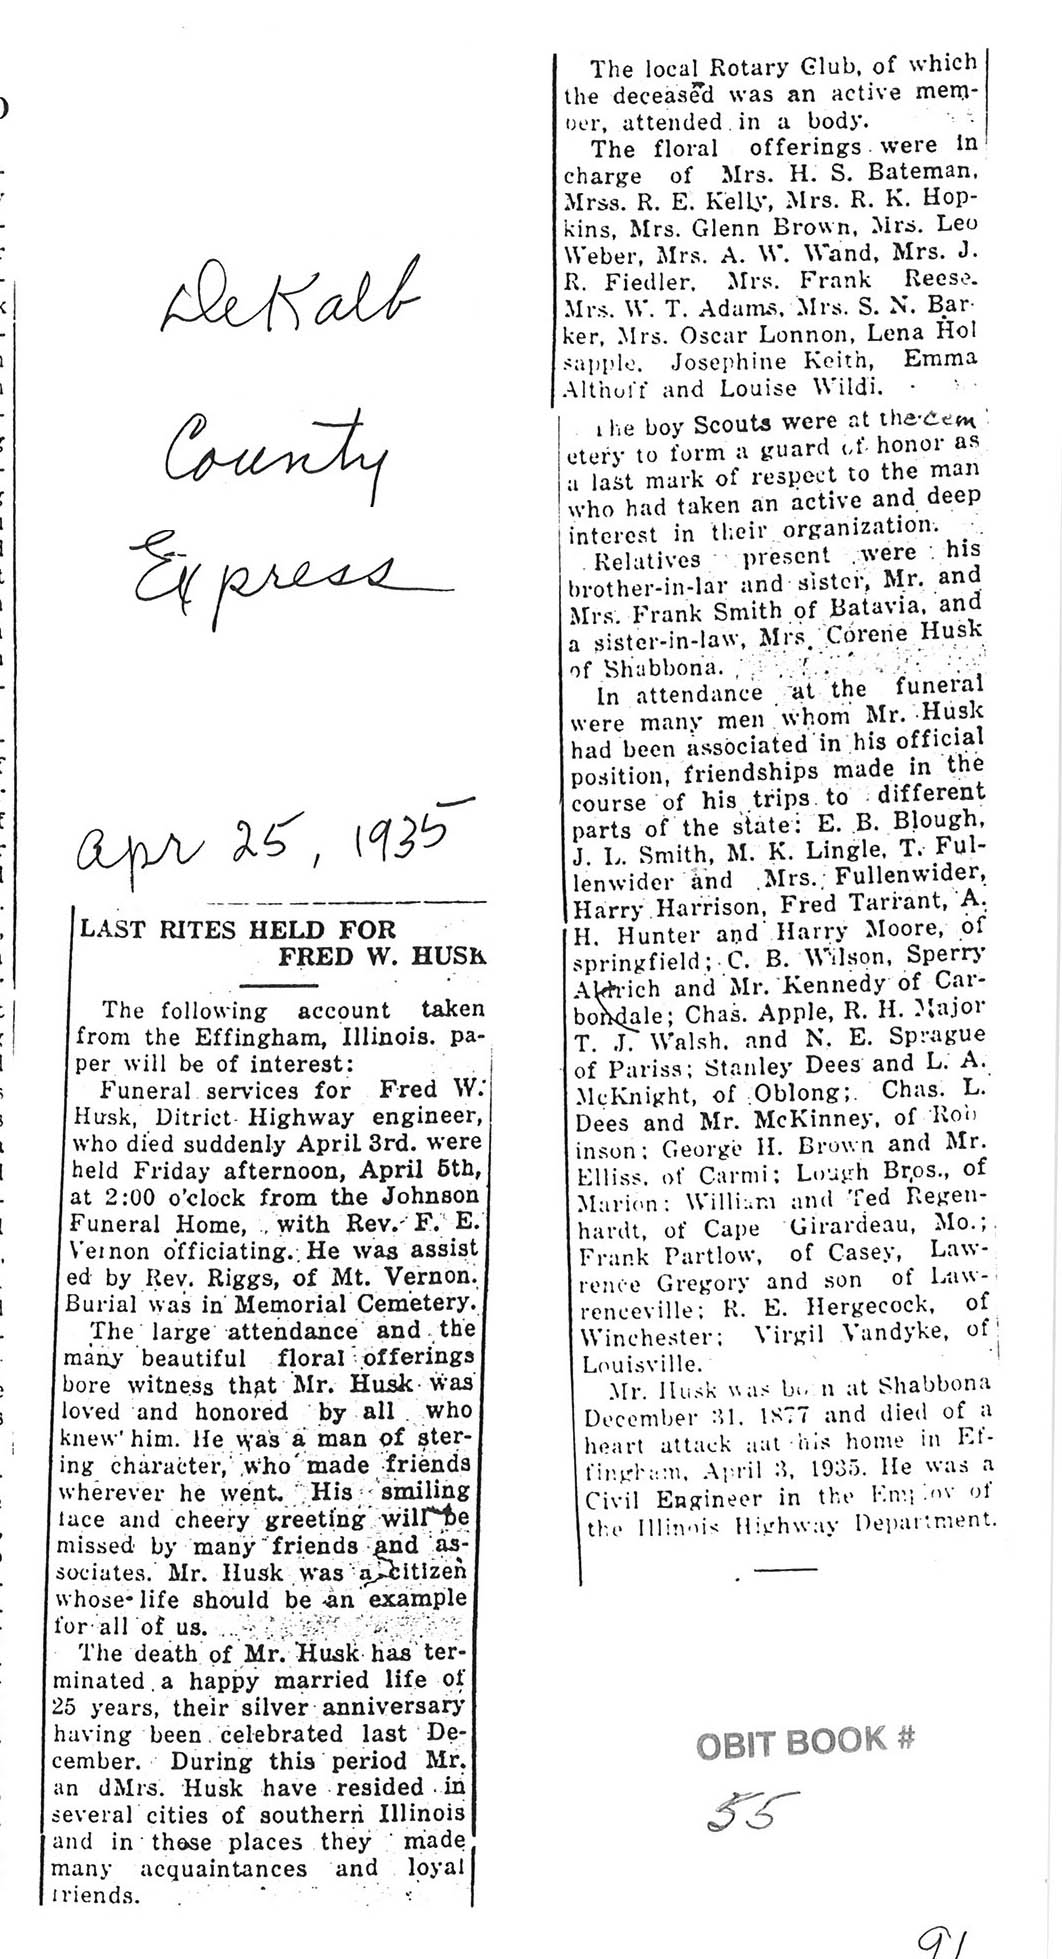 DeKalb
County
Express
Apr 25, 1935
LAST RITES HELD FOR
FRED W. HUSK
The following account taken
from the Effingham, Illinois. pa-
per will be of interest:
Funeral services for Fred W.
Husk, Ditrict Highway engineer,
who died suddenly April 3rd. were
held Friday afternoon, April 5th,
at 2:00 o'clock from the Johnson
Funeral Home, with Rev. F. E.
Vernon officiating. He was assist
ed by Rev. Riggs, of Mt. Vernon.
Burial was in Memorial Cemetery.
The large attendance and the
many beautiful floral offerings
bore witness that Mr. Husk was
loved and honored by all who
knew him. He was a man of ster-
ing character, who made friends
wherever he went. His smiling
face and cheery greeting will be
missed by many friends and as-
sociates. Mr. Husk was a citizen
whose life should be an example
for all of us.
The death of Mr. Husk has ter-
minated a happy married life of
25 years, their silver anniversary
having been celebrated last De-
cember. During this period Mr.
an dMrs. Husk have resided in
several cities of southern Illinois
and in those places they made
many acquaintances and loyal
friends.
The local Rotary Club, of which
the deceased was an active mem-
ber, attended in a body.
The floral offerings were in
charge of Mrs. H. S. Bateman,
Mrss. R. E. Kelly, Mrs. R. K. Hop-
kins, Mrs. Glenn Brown, Mrs. Leo
Weber, Mrs. A. W. Wand, Mrs. J.
R. Fiedler, Mrs. Frank Reese.
Mrs. W. T. Adams, Mrs. S. N. Bar-
ker, Mrs. Oscar Lonnon, Lena Hol
sapple, Josephine Keith, Emma
Althoff and Louise Wildi.
The boy Scouts were at the cem
etery to form a guard of honor as
a last mark of respect to the man
who had taken an active and deep
interest in their organization.
Relatives present were his
brother-in-lar and sister, Mr. and
Mrs. Frank Smith of Batavia, and
a sister-in-law, Mrs. Corene Husk
of Shabbona.
In attendance at the funeral
were many men whom Mr. Husk
had been associated in his official
position, friendships made in the
course of his trips to different
parts of the state: E. B. Blough,
J. L. Smith, M. K. Lingle, T. Ful-
lenwider and Mrs. Fullenwider,
Harry Harrison, Fred Tarrant, A.
H. Hunter and Harry Moore, of
springfield; C. B. Wilson, Sperry
Aldrich and Mr. Kennedy of Car-
bondale; Chas. Apple, R. H. Major
T. J. Walsh, and N. E. Sprague
of Pariss; Stanley Dees and L. A.
McKnight, of Oblong; Chas. L.
Dees and Mr. McKinney, of Rob
inson; George H. Brown and Mr.
Elliss, of Carmi; Lough Bros., of
Marion; William and Ted Regen-
hardt, of Cape Girardeau, Mo.;
Frank Partlow, of Casey, Law-
rence Gregory and son of Law-
renceville; R. E. Hergecock, of
Winchester; Virgil Vandyke, of
Louisville.
Mr. Husk was bo n at Shabbona
December 31, 1877 and died of a
heart attack aat his home in Ef-
fingham, April 3, 1935. He was a
Civil Engineer in the Employ of
the Illinois Highway Department.
OBIT BOOK #
55
91